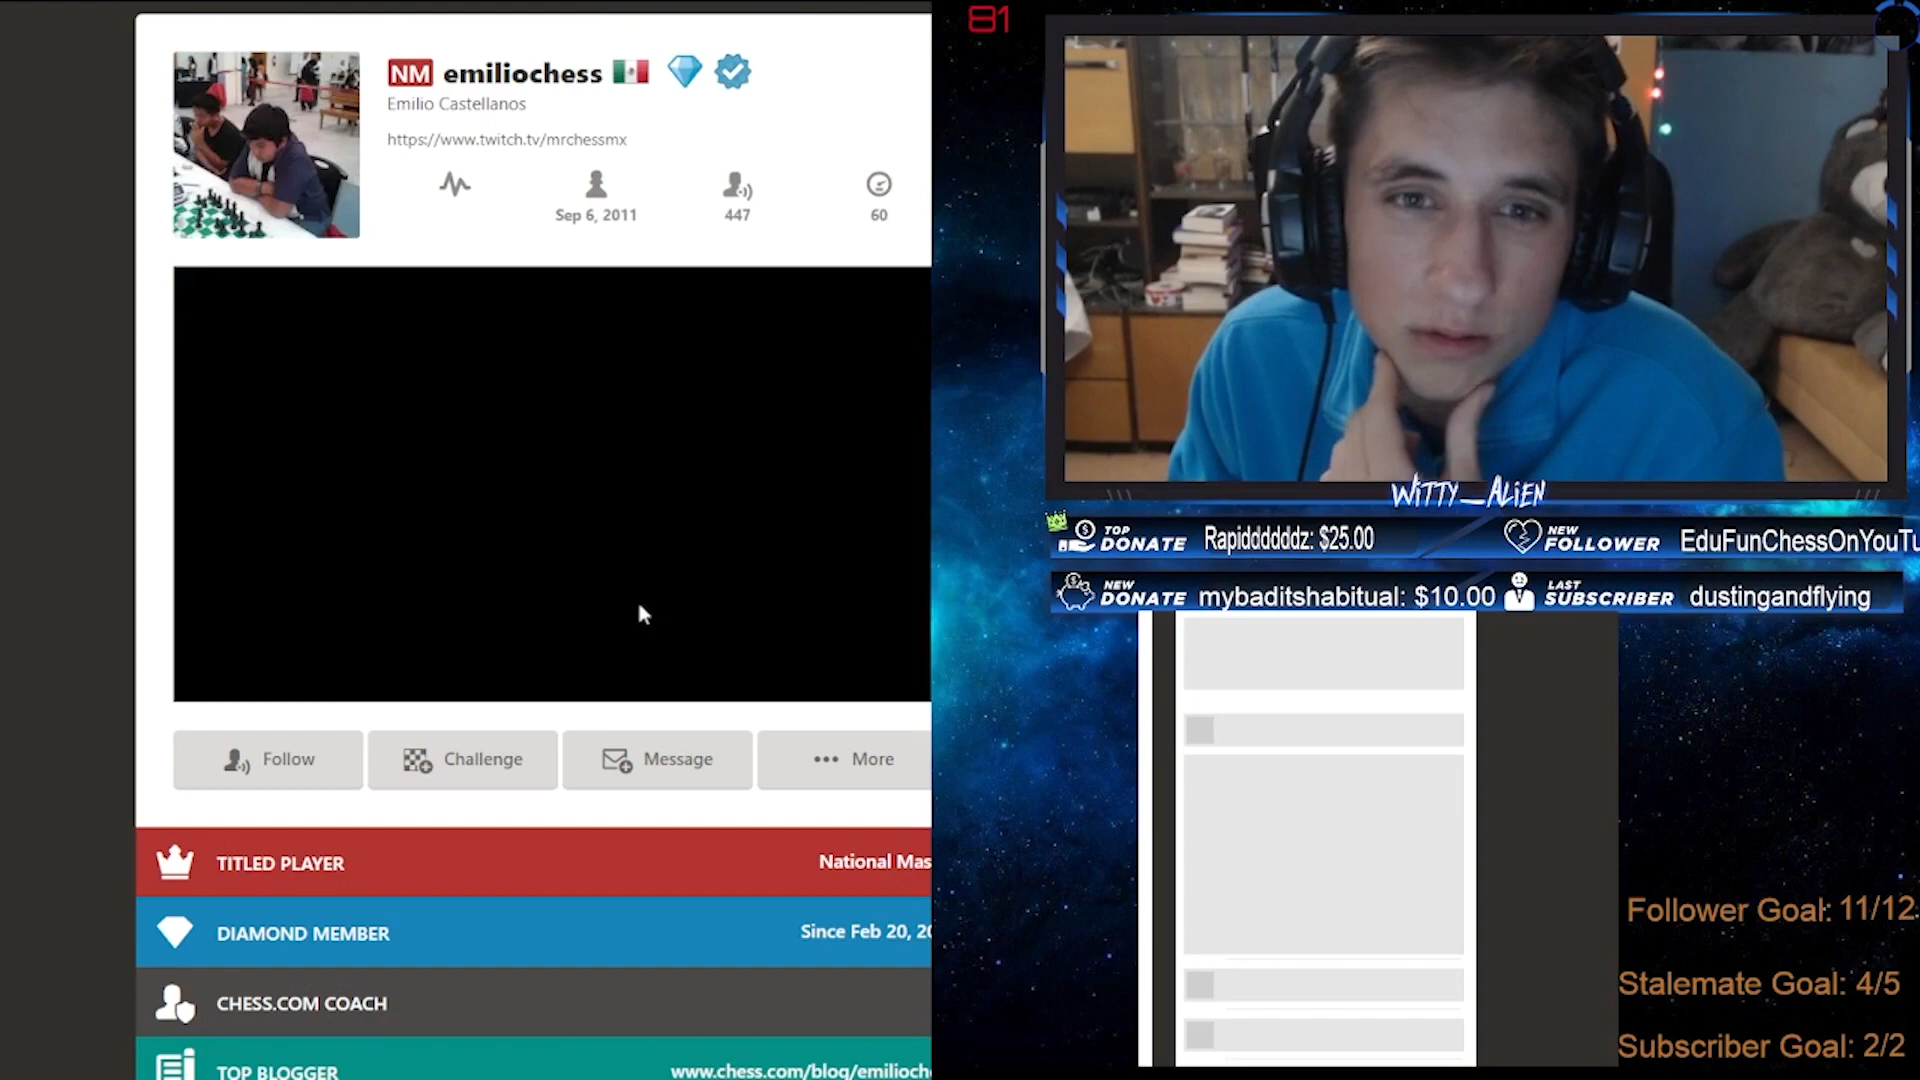 NM emiliochess
Emilio Castellanos
https://www.twitch.tv/mrchessmx
Sep 6, 2011
447
60
Follow
Challenge
Message
More
TITLED PLAYER
National Mas
DIAMOND MEMBER
Since Feb 20, 20
CHESS.COM COACH
TOP BLOGGER
www.chess.com/blog/emilioche
81
WITTY_ALIEN
TOP DONATE Rapiddddddz: $25.00
NEW FOLLOWER EduFunChessOnYouTu
NEW DONATE mybaditshabitual: $10.00
LAST SUBSCRIBER dustingandflying
Follower Goal: 11/12
Stalemate Goal: 4/5
Subscriber Goal: 2/2